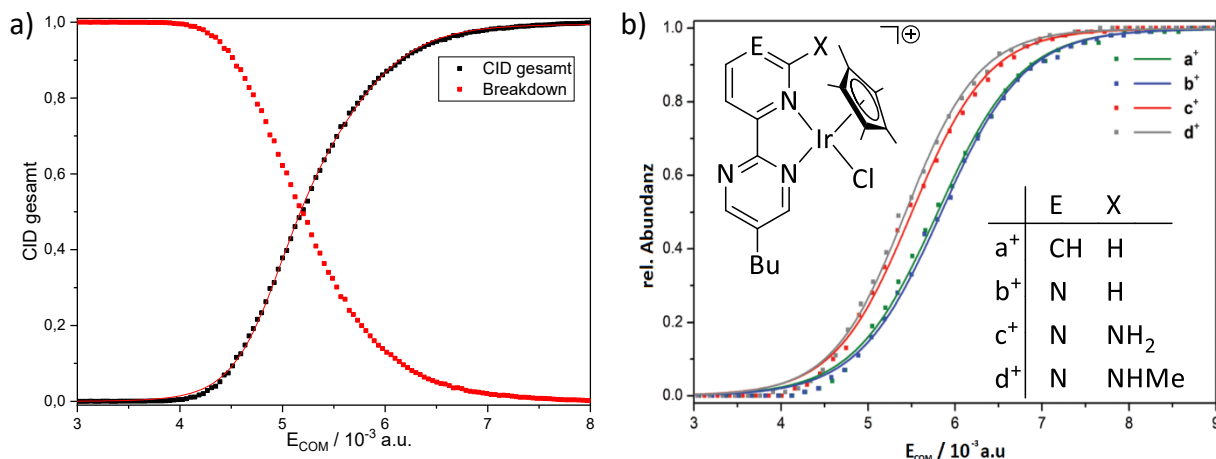 a)
1,0
0,8
0,6
0,4
0,2
0,0
CID gesamt
CID gesamt
Breakdown
3 4 5 6 7 8
E_COM / 10⁻³ a.u.
b)
1.0
0.8
0.6
0.4
0.2
0.0
rel. Abundanz
E X
N
Ir
N N
Cl
Bu
⊕
a⁺
b⁺
c⁺
d⁺
E X
a⁺ CH H
b⁺ N H
c⁺ N NH₂
d⁺ N NHMe
3 4 5 6 7 8 9
E_COM / 10⁻³ a.u